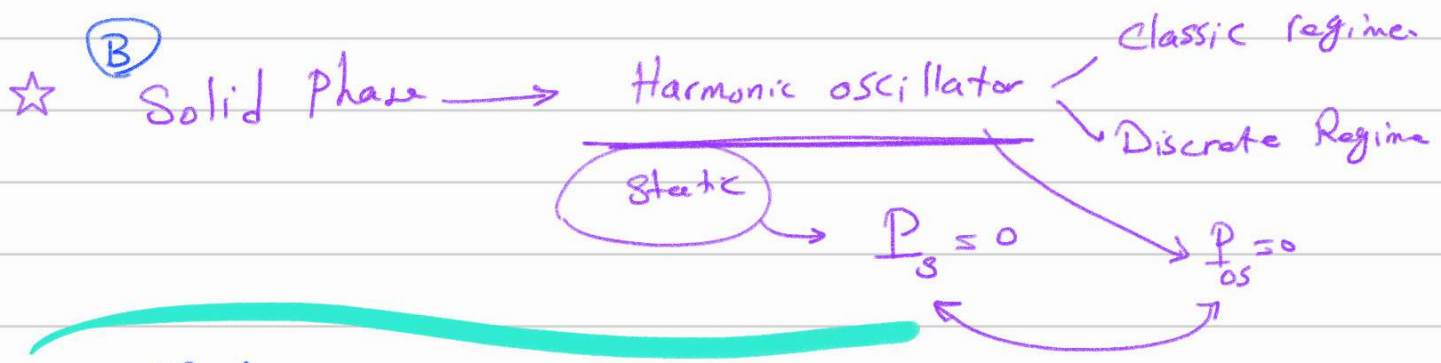 B
Classic regime
☆ Solid Phase → Harmonic oscillator
Discrete Regime
static → P_s = 0
P_os = 0